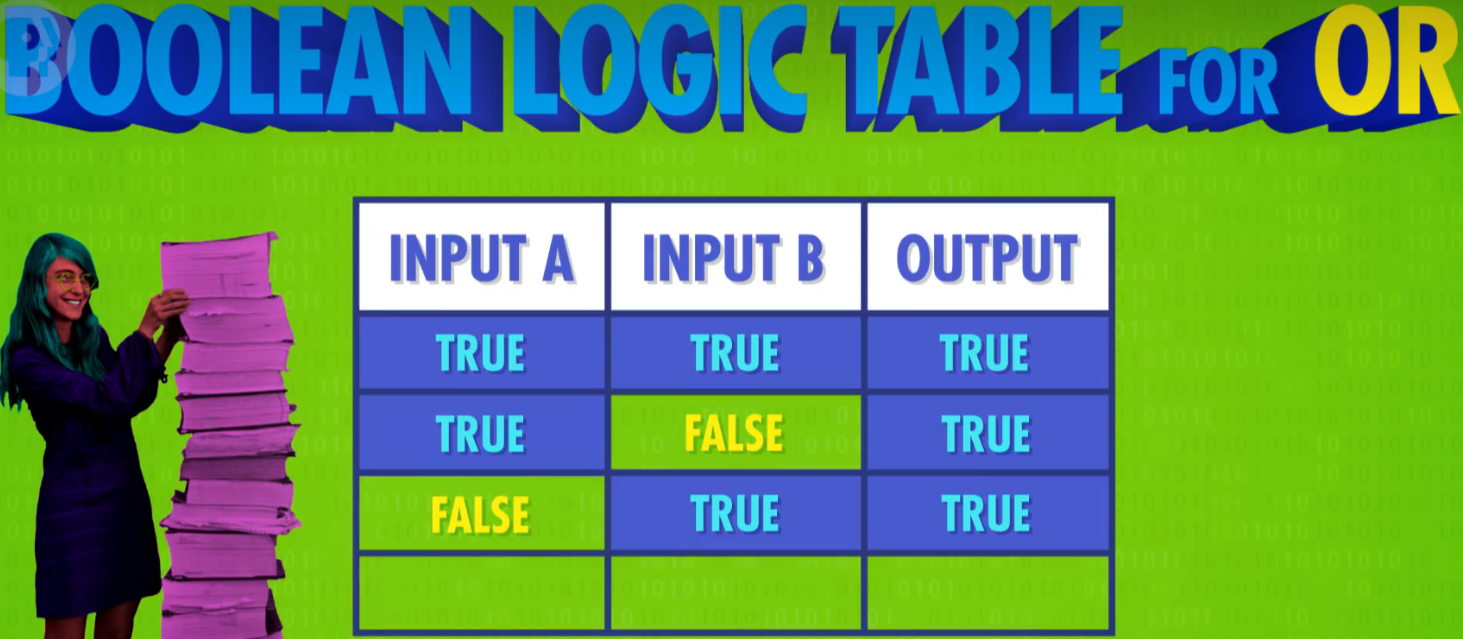 BOOLEAN LOGIC TABLE FOR OR
INPUT A INPUT B OUTPUT
TRUE TRUE TRUE
TRUE FALSE TRUE
FALSE TRUE TRUE